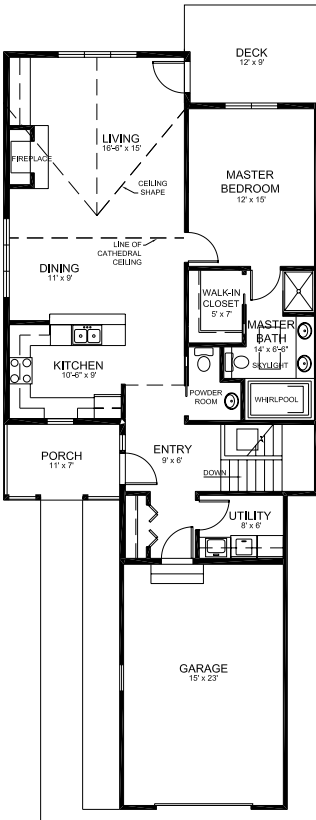 DECK
12' x 9'
LIVING
16'-6" x 15'
FIREPLACE
CEILING
SHAPE
MASTER
BEDROOM
12' x 15'
LINE OF
CATHEDRAL
CEILING
DINING
11' x 9'
WALK-IN
CLOSET
5' x 7'
MASTER
BATH
14' x 6'-6"
SKYLIGHT
KITCHEN
10'-6" x 9'
POWDER
ROOM
WHIRLPOOL
PORCH
11' x 7'
ENTRY
9' x 6'
DOWN
UTILITY
8' x 6'
GARAGE
15' x 23'